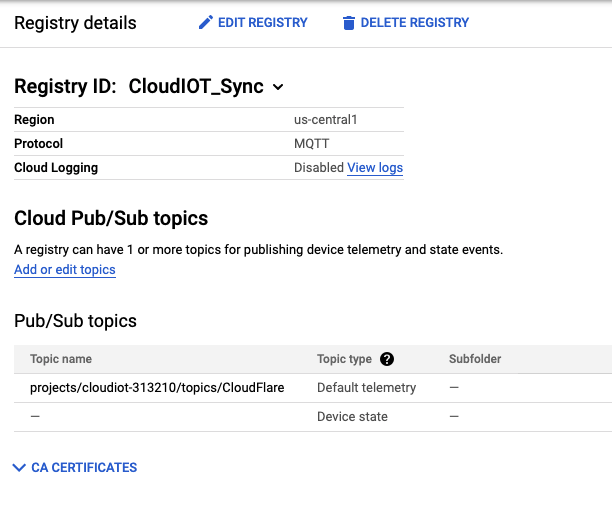 Registry details EDIT REGISTRY DELETE REGISTRY
Registry ID: CloudIOT_Sync
Region us-central1
Protocol MQTT
Cloud Logging Disabled View logs
Cloud Pub/Sub topics
A registry can have 1 or more topics for publishing device telemetry and state events.
Add or edit topics
Pub/Sub topics
Topic name Topic type ? Subfolder
projects/cloudiot-313210/topics/CloudFlare Default telemetry —
— Device state —
CA CERTIFICATES